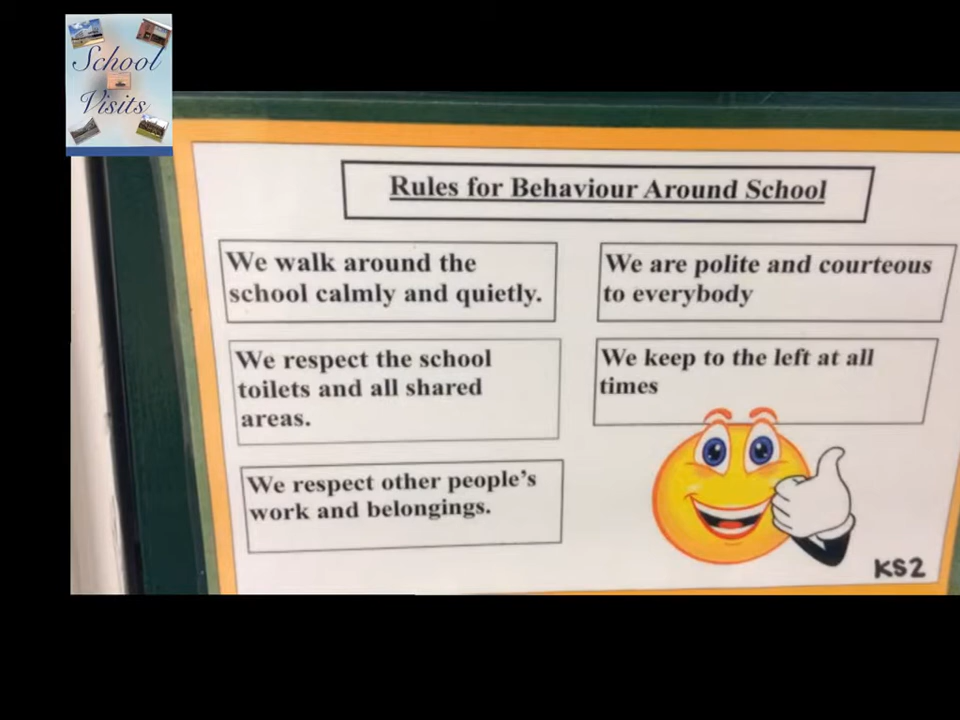 School
Visits
Rules for Behaviour Around School
We walk around the
school calmly and quietly.
We are polite and courteous
to everybody
We respect the school
toilets and all shared
areas.
We keep to the left at all
times
We respect other people's
work and belongings.
KS2